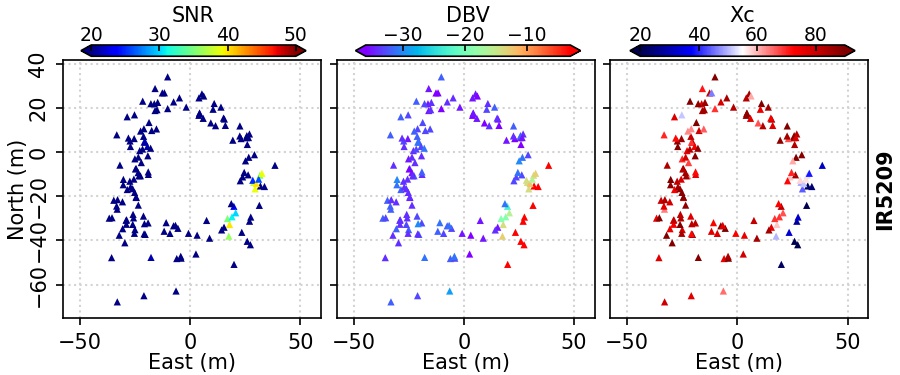 SNR DBV Xc
20 30 40 50 −30 −20 −10 20 40 60 80
40
20
0
−20
−40
−60
North (m)
−50 0 50 −50 0 50 −50 0 50
East (m) East (m) East (m)
IR5209